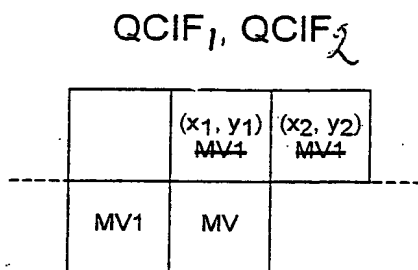 QCIF1, QCIF2
(x1, y1) (x2, y2)
MV1 MV1
MV1 MV